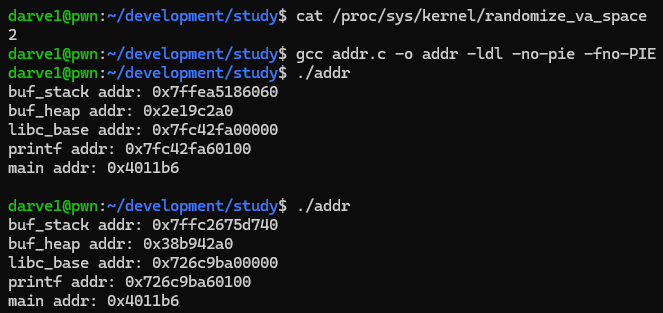 darve1@pwn:~/development/study$ cat /proc/sys/kernel/randomize_va_space
2
darve1@pwn:~/development/study$ gcc addr.c -o addr -ldl -no-pie -fno-PIE
darve1@pwn:~/development/study$ ./addr
buf_stack addr: 0x7ffea5186060
buf_heap addr: 0x2e19c2a0
libc_base addr: 0x7fc42fa00000
printf addr: 0x7fc42fa60100
main addr: 0x4011b6
darve1@pwn:~/development/study$ ./addr
buf_stack addr: 0x7ffc2675d740
buf_heap addr: 0x38b942a0
libc_base addr: 0x726c9ba00000
printf addr: 0x726c9ba60100
main addr: 0x4011b6